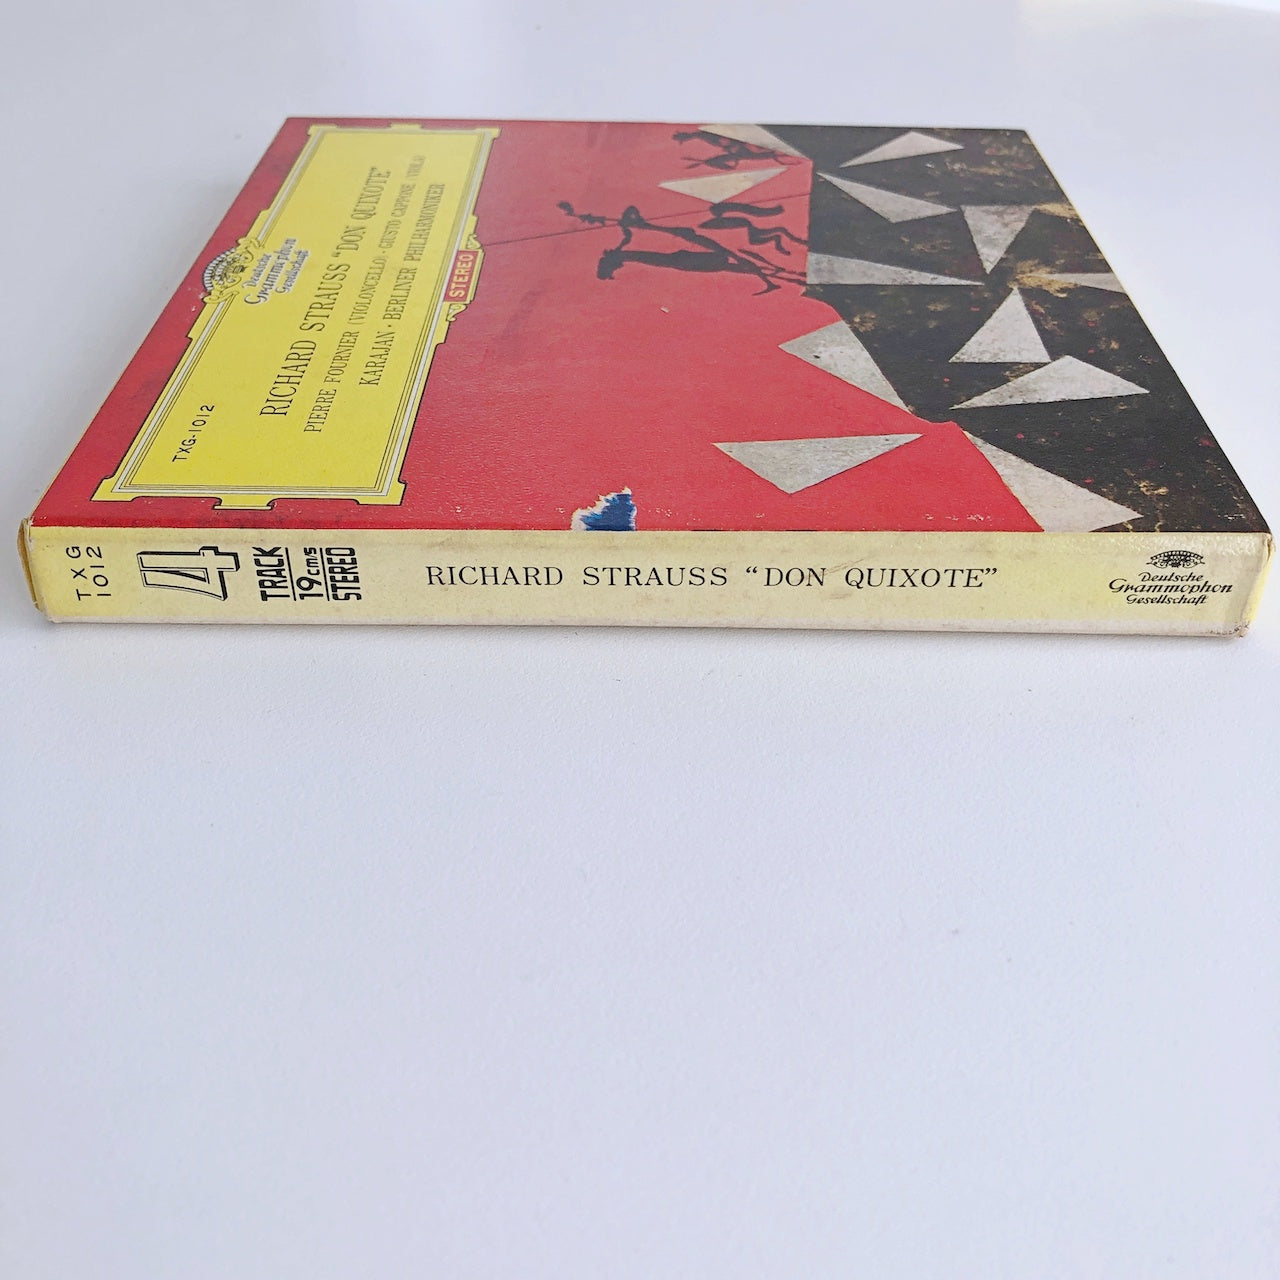 Deutsche
Grammophon
Gesellschaft
RICHARD STRAUSS “DON QUIXOTE”
PIERRE FOURNIER (VIOLONCELLO)·GIUSTO CAPPONE (VIOLA)
KARAJAN · BERLINER PHILHARMONIKER
TXG-1012
STEREO
TXG
1012
4
TRACK
19cm/s
STEREO
RICHARD STRAUSS “DON QUIXOTE”
Deutsche
Grammophon
Gesellschaft